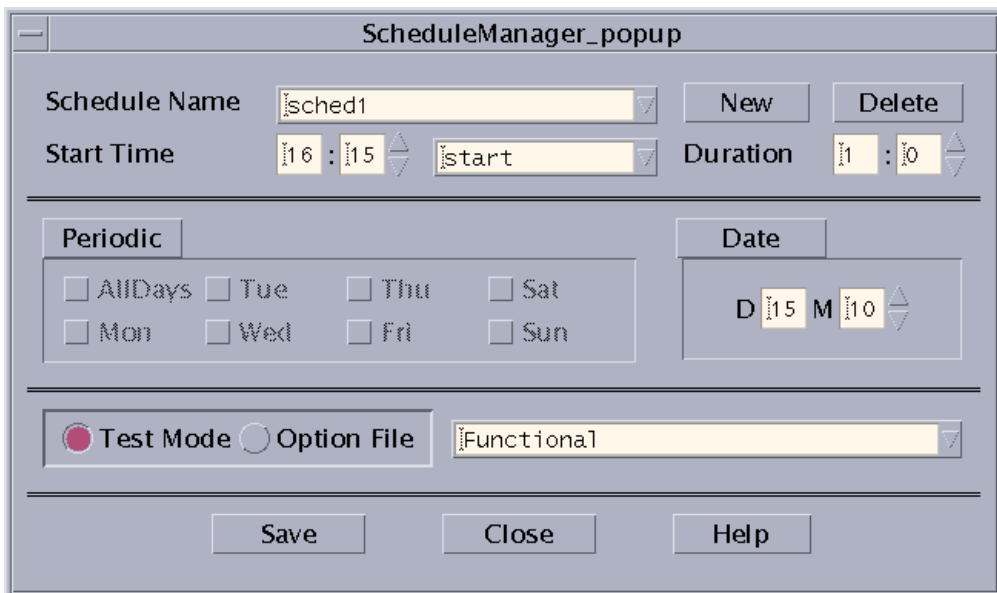 ScheduleManager_popup
Schedule Name sched1 New Delete
Start Time 16 : 15 start Duration 1 : 0
Periodic Date
AllDays Tue Thu Sat
D 15 M 10
Mon Wed Fri Sun
Test Mode Option File Functional
Save Close Help